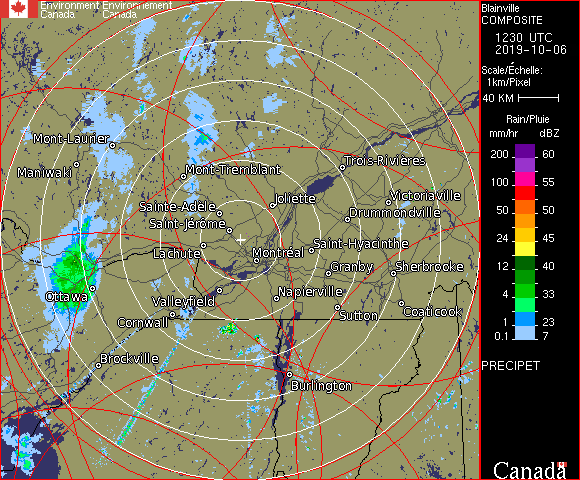 Environment Environnement
Canada Canada
Blainville
COMPOSITE
1230 UTC
2019-10-06
Scale/Échelle:
1km/Pixel
40 KM
Rain/Pluie
mm/hr dBZ
200 60
100 55
50 50
24 45
12 40
4 33
1 23
0.1 7
PRECIPET
Mont-Laurier
Maniwaki
Mont-Tremblant
Trois-Rivières
Joliette
Victoriaville
Sainte-Adèle
Drummondville
Saint-Jérôme
Lachute
Saint-Hyacinthe
Montréal
Granby
Sherbrooke
Ottawa
Valleyfield
Napierville
Cornwall
Sutton
Coaticook
Brockville
Burlington
Canada